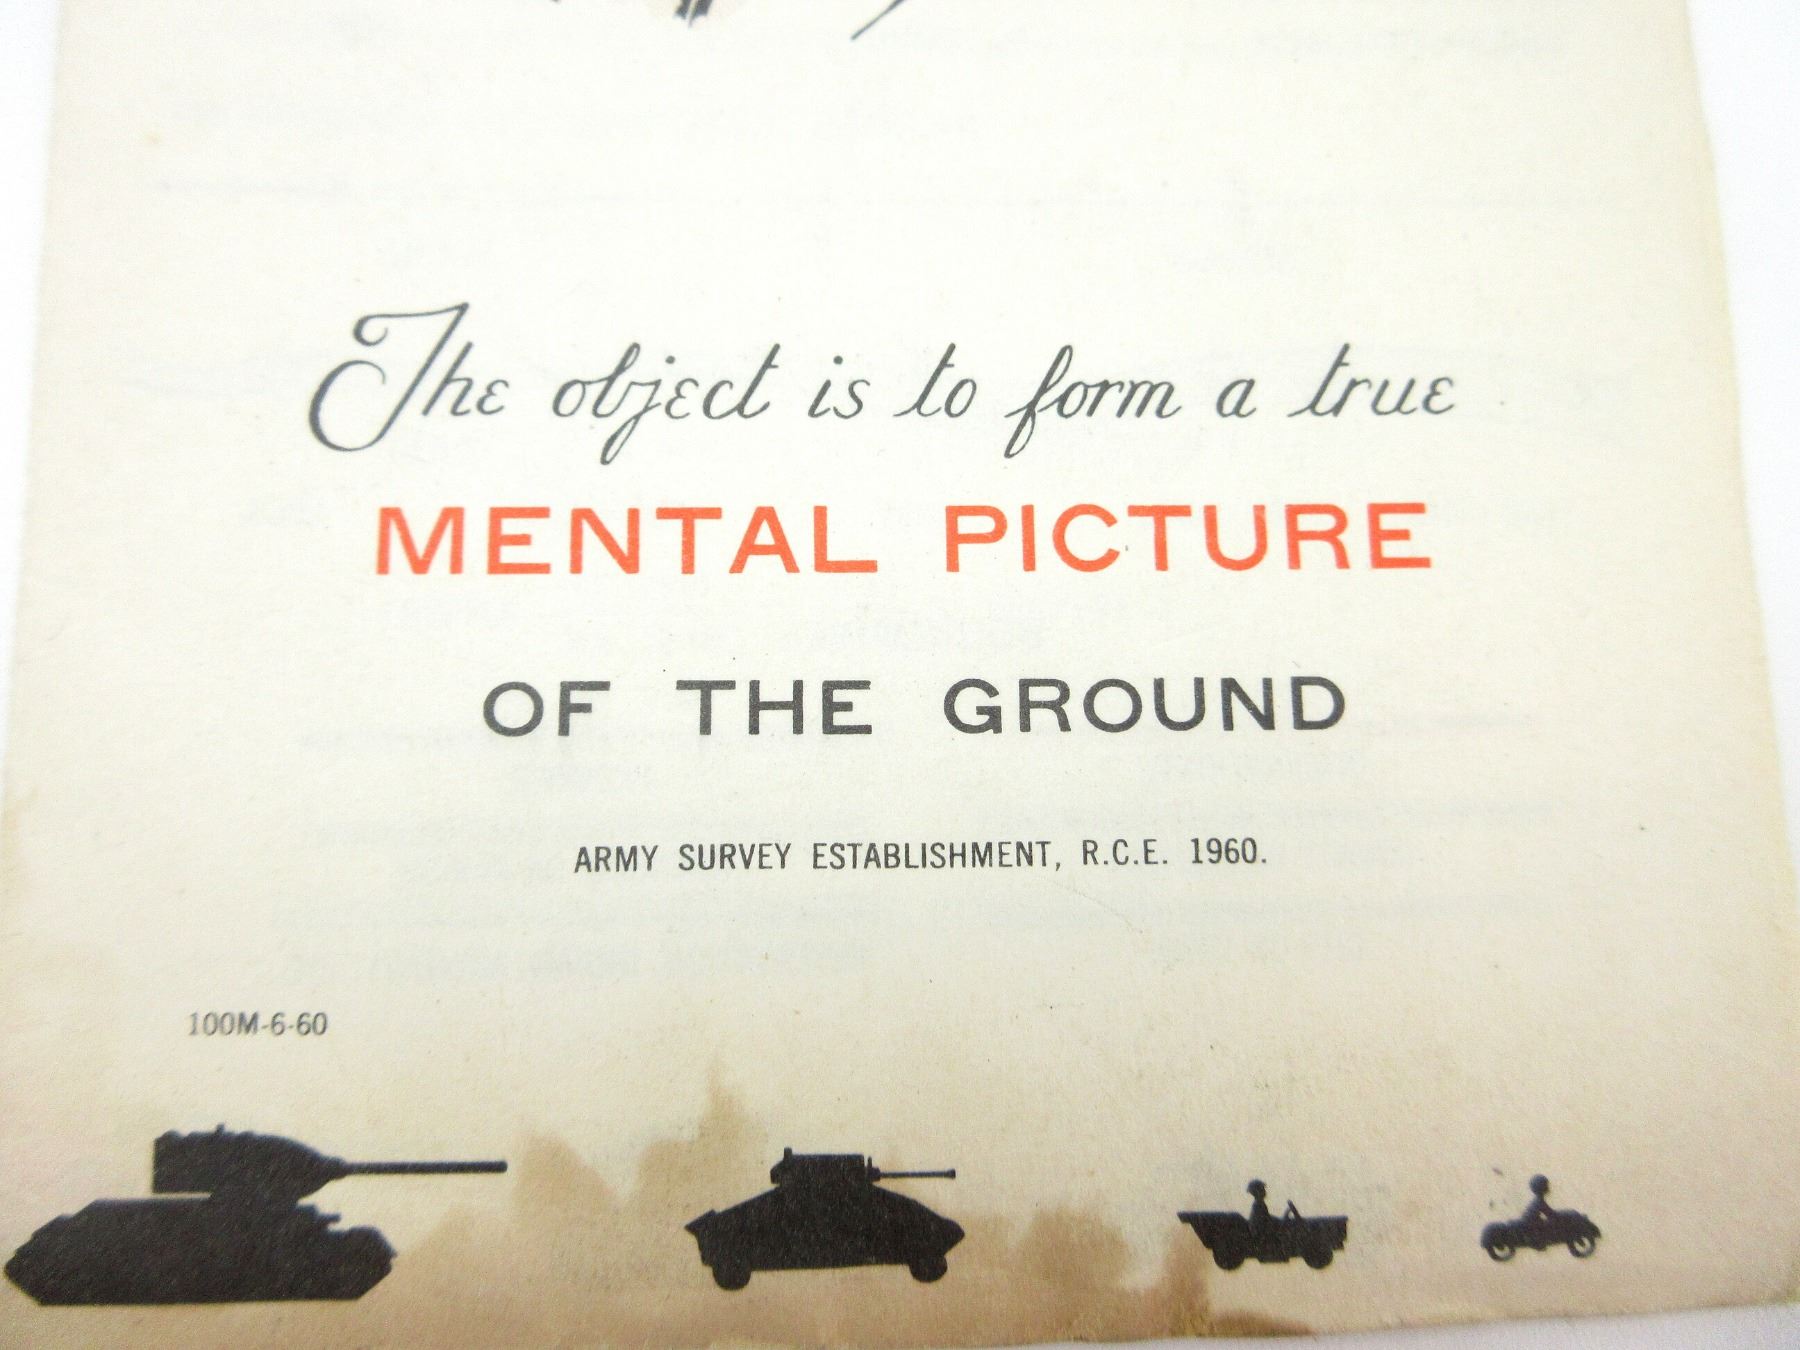 The object is to form a true
MENTAL PICTURE
OF THE GROUND
ARMY SURVEY ESTABLISHMENT, R.C.E. 1960.
100M-6-60